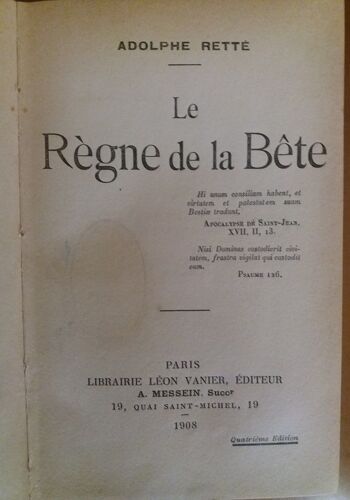 ADOLPHE RETTÉ
Le
Règne de la Bête
Hi unum consilium habent, et
virtutem et potestatem suam
Bestiæ tradunt,
APOCALYPSE DE SAINT-JEAN,
XVII, II, 13.
Nisi Dominus custodierit civi-
tatem, frustra vigilat qui custodit
eam.
PSAUME 126.
PARIS
LIBRAIRIE LÉON VANIER, ÉDITEUR
A. MESSEIN, Succr
19, QUAI SAINT-MICHEL, 19
1908
Quatrième Edition